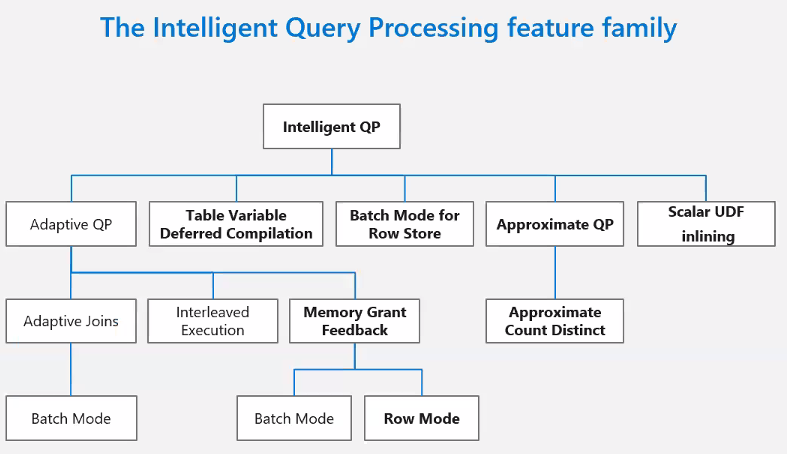 The Intelligent Query Processing feature family
Intelligent QP
Adaptive QP
Table Variable
Deferred Compilation
Batch Mode for
Row Store
Approximate QP
Scalar UDF
inlining
Adaptive Joins
Interleaved
Execution
Memory Grant
Feedback
Approximate
Count Distinct
Batch Mode
Batch Mode
Row Mode